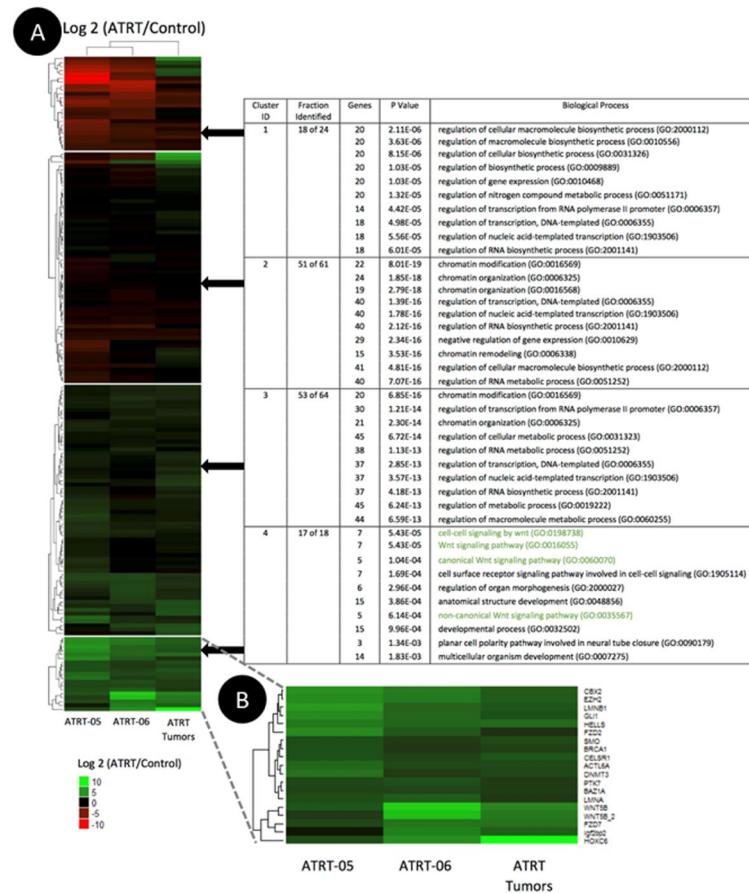 A
Log 2 (ATRT/Control)
Cluster ID Fraction Identified Genes P Value Biological Process
1 18 of 24 20 2.11E-06 regulation of cellular macromolecule biosynthetic process (GO:2000112)
20 3.63E-06 regulation of macromolecule biosynthetic process (GO:0010556)
20 8.15E-06 regulation of cellular biosynthetic process (GO:0031326)
20 1.03E-05 regulation of biosynthetic process (GO:0009889)
20 1.03E-05 regulation of gene expression (GO:0010468)
20 1.32E-05 regulation of nitrogen compound metabolic process (GO:0051171)
14 4.42E-05 regulation of transcription from RNA polymerase II promoter (GO:0006357)
18 4.98E-05 regulation of transcription, DNA-templated (GO:0006355)
18 5.56E-05 regulation of nucleic acid-templated transcription (GO:1903506)
18 6.01E-05 regulation of RNA biosynthetic process (GO:2001141)
2 51 of 61 22 8.01E-19 chromatin modification (GO:0016569)
24 1.85E-18 chromatin organization (GO:0006325)
19 2.79E-18 chromatin organization (GO:0016568)
40 1.39E-16 regulation of transcription, DNA-templated (GO:0006355)
40 1.78E-16 regulation of nucleic acid-templated transcription (GO:1903506)
40 2.12E-16 regulation of RNA biosynthetic process (GO:2001141)
29 2.34E-16 negative regulation of gene expression (GO:0010629)
15 3.53E-16 chromatin remodeling (GO:0006338)
41 4.81E-16 regulation of cellular macromolecule biosynthetic process (GO:2000112)
40 7.07E-16 regulation of RNA metabolic process (GO:0051252)
3 53 of 64 20 6.85E-16 chromatin modification (GO:0016569)
30 1.21E-14 regulation of transcription from RNA polymerase II promoter (GO:0006357)
21 2.30E-14 chromatin organization (GO:0006325)
45 6.72E-14 regulation of cellular metabolic process (GO:0031323)
38 1.13E-13 regulation of RNA metabolic process (GO:0051252)
37 2.85E-13 regulation of transcription, DNA-templated (GO:0006355)
37 3.57E-13 regulation of nucleic acid-templated transcription (GO:1903506)
37 4.18E-13 regulation of RNA biosynthetic process (GO:2001141)
45 6.24E-13 regulation of metabolic process (GO:0019222)
44 6.59E-13 regulation of macromolecule metabolic process (GO:0060255)
4 17 of 18 7 5.43E-05 cell-cell signaling by wnt (GO:0198738)
7 5.43E-05 Wnt signaling pathway (GO:0016055)
5 1.04E-04 canonical Wnt signaling pathway (GO:0060070)
7 1.69E-04 cell surface receptor signaling pathway involved in cell-cell signaling (GO:1905114)
6 2.96E-04 regulation of organ morphogenesis (GO:2000027)
15 3.86E-04 anatomical structure development (GO:0048856)
5 6.14E-04 non-canonical Wnt signaling pathway (GO:0035567)
15 9.96E-04 developmental process (GO:0032502)
3 1.34E-03 planar cell polarity pathway involved in neural tube closure (GO:0090179)
14 1.83E-03 multicellular organism development (GO:0007275)
ATRT-05 ATRT-06 ATRT Tumors
Log 2 (ATRT/Control)
10
5
0
-5
-10
B
CBX2
EZH2
LMNB1
GLI1
HELLS
FZD2
SMO
BRCA1
CELSR1
ACTL6A
DNMT3
PTK7
BAZ1A
LMNA
WNT5B
WNT5B_2
FZD7
Igf2bp2
HOXC6
ATRT-05 ATRT-06 ATRT
Tumors